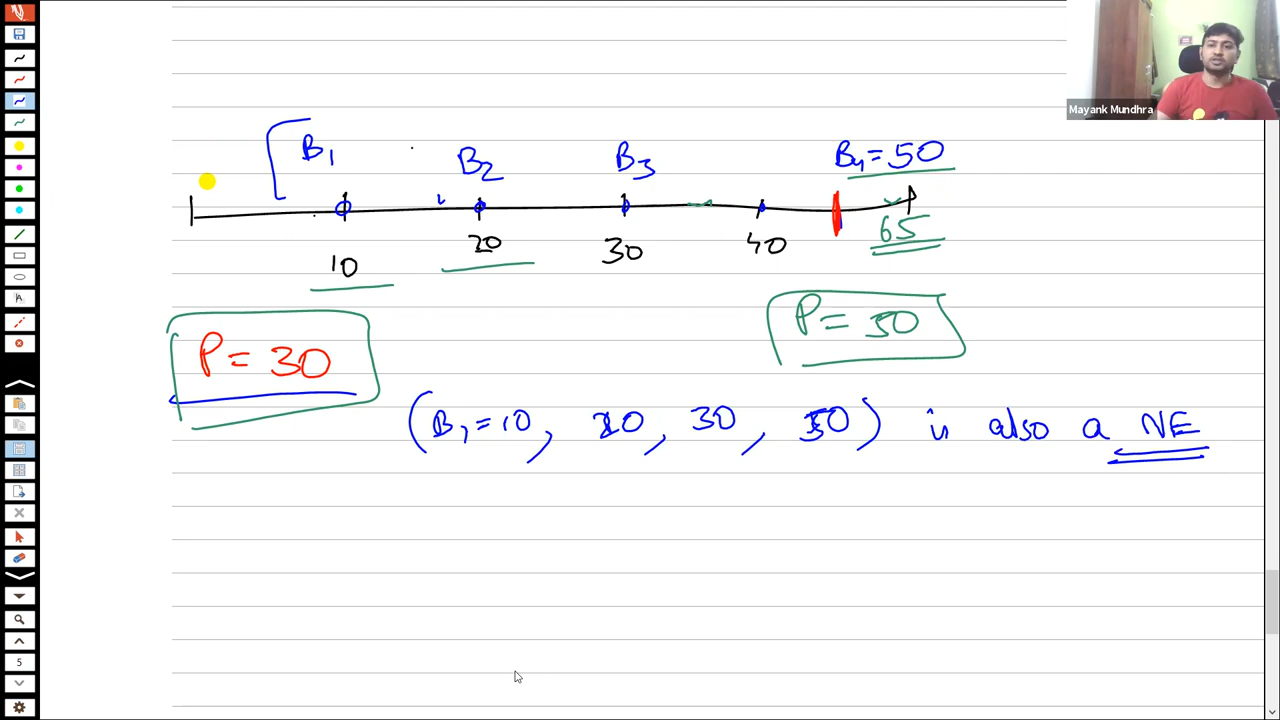 Mayank Mundhra
B1 B2 B3 B4 = 50
10 20 30 40 65
P = 30 P = 50
(B1 = 10, 20, 30, 50) is also a NE
5